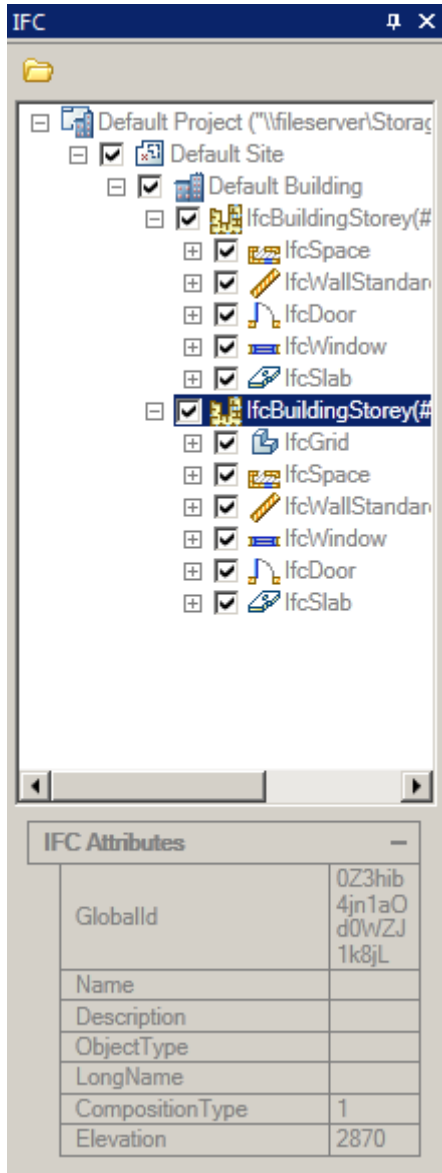 IFC
Default Project ("\\fileserver\Storag
Default Site
Default Building
IfcBuildingStorey(#
IfcSpace
IfcWallStandar
IfcDoor
IfcWindow
IfcSlab
IfcBuildingStorey(#
IfcGrid
IfcSpace
IfcWallStandar
IfcWindow
IfcDoor
IfcSlab
IFC Attributes
GlobalId
0Z3hib
4jn1aO
d0WZJ
1k8jL
Name
Description
ObjectType
LongName
CompositionType 1
Elevation 2870